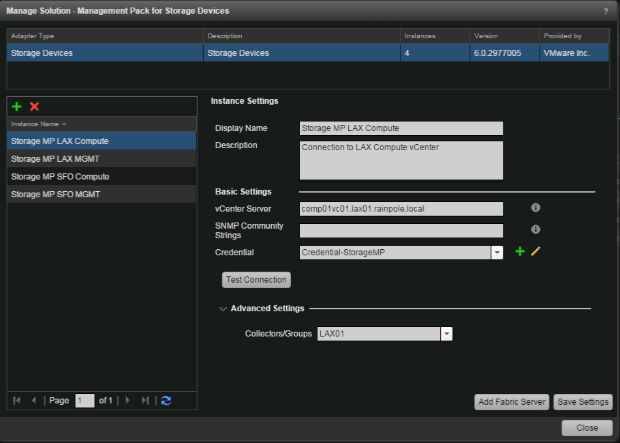 Manage Solution - Management Pack for Storage Devices ?
Adapter Type Description Instances Version Provided by
Storage Devices Storage Devices 4 6.0.2977005 VMware Inc.
Instance Name
Storage MP LAX Compute
Storage MP LAX MGMT
Storage MP SFO Compute
Storage MP SFO MGMT
Page 1 of 1
Instance Settings
Display Name Storage MP LAX Compute
Description Connection to LAX Compute vCenter
Basic Settings
vCenter Server comp01vc01.lax01.rainpole.local
SNMP Community
Strings
Credential Credential-StorageMP
Test Connection
Advanced Settings
Collectors/Groups LAX01
Add Fabric Server Save Settings
Close